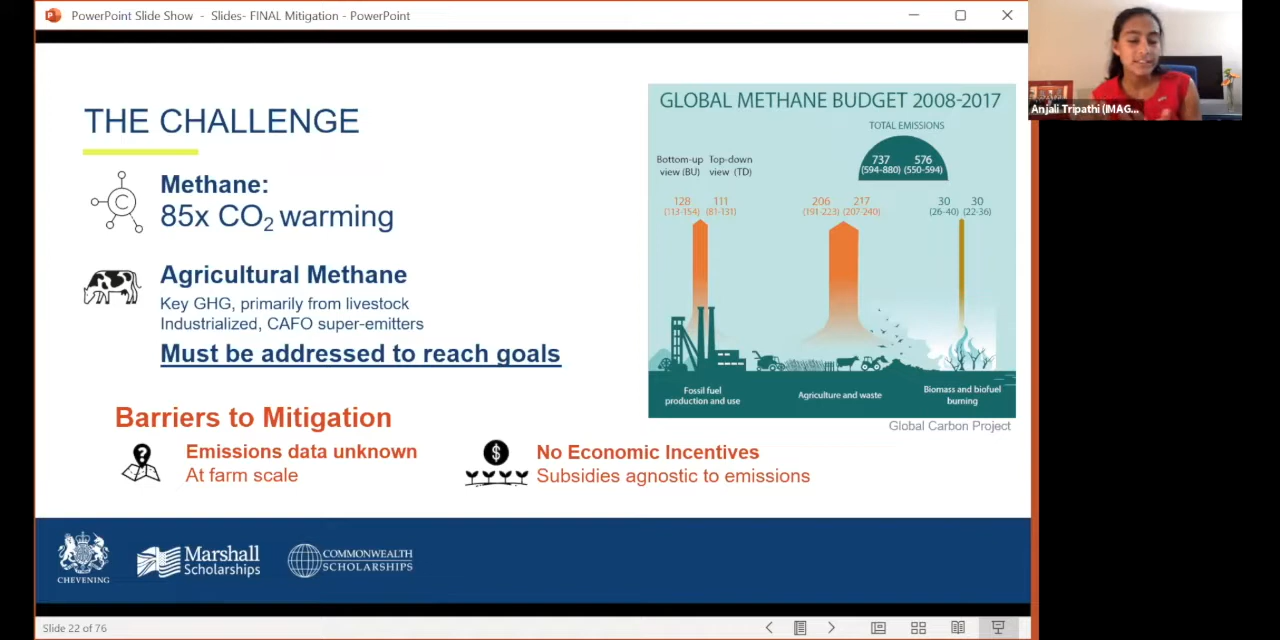 PowerPoint Slide Show - Slides- FINAL Mitigation - PowerPoint
Anjali Tripathi (IMAG...
THE CHALLENGE
Methane:
85x CO2 warming
C
Agricultural Methane
Key GHG, primarily from livestock
Industrialized, CAFO super-emitters
Must be addressed to reach goals
GLOBAL METHANE BUDGET 2008-2017
TOTAL EMISSIONS
Bottom-up Top-down
view (BU) view (TD)
737 576
(594-880) (550-594)
128 111
(113-154) (81-131)
206 217
(191-223) (207-240)
30 30
(26-40) (22-36)
Fossil fuel
production and use
Agriculture and waste
Biomass and biofuel
burning
Global Carbon Project
Barriers to Mitigation
?
Emissions data unknown
At farm scale
$
No Economic Incentives
Subsidies agnostic to emissions
CHEVENING
Marshall
Scholarships
COMMONWEALTH
SCHOLARSHIPS
Slide 22 of 76